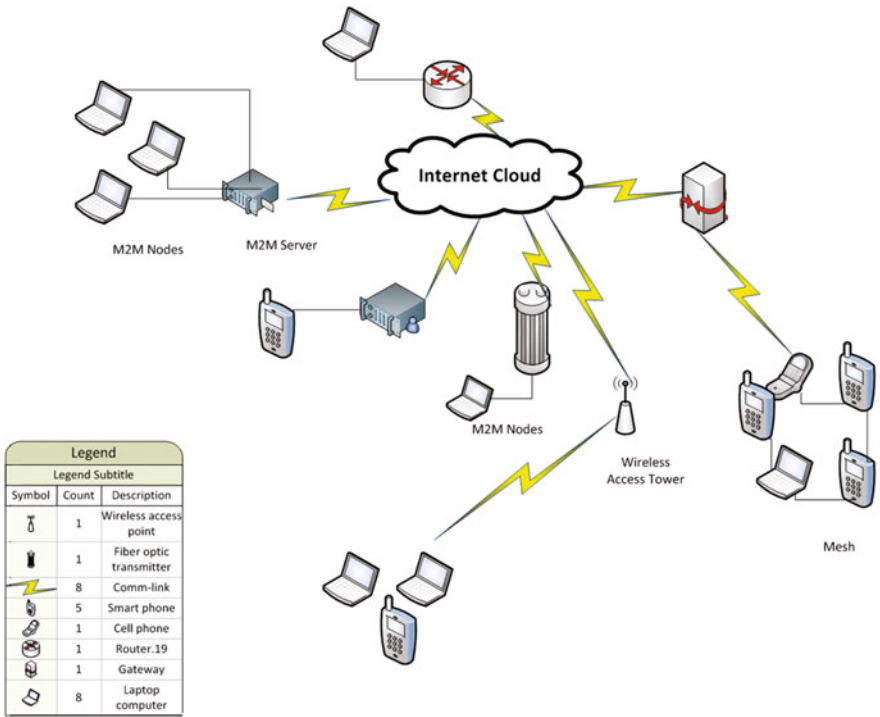 Internet Cloud
M2M Nodes
M2M Server
M2M Nodes
Wireless
Access Tower
Mesh
Legend
Legend Subtitle
Symbol Count Description
1 Wireless access
point
1 Fiber optic
transmitter
8 Comm-link
5 Smart phone
1 Cell phone
1 Router.19
1 Gateway
8 Laptop
computer